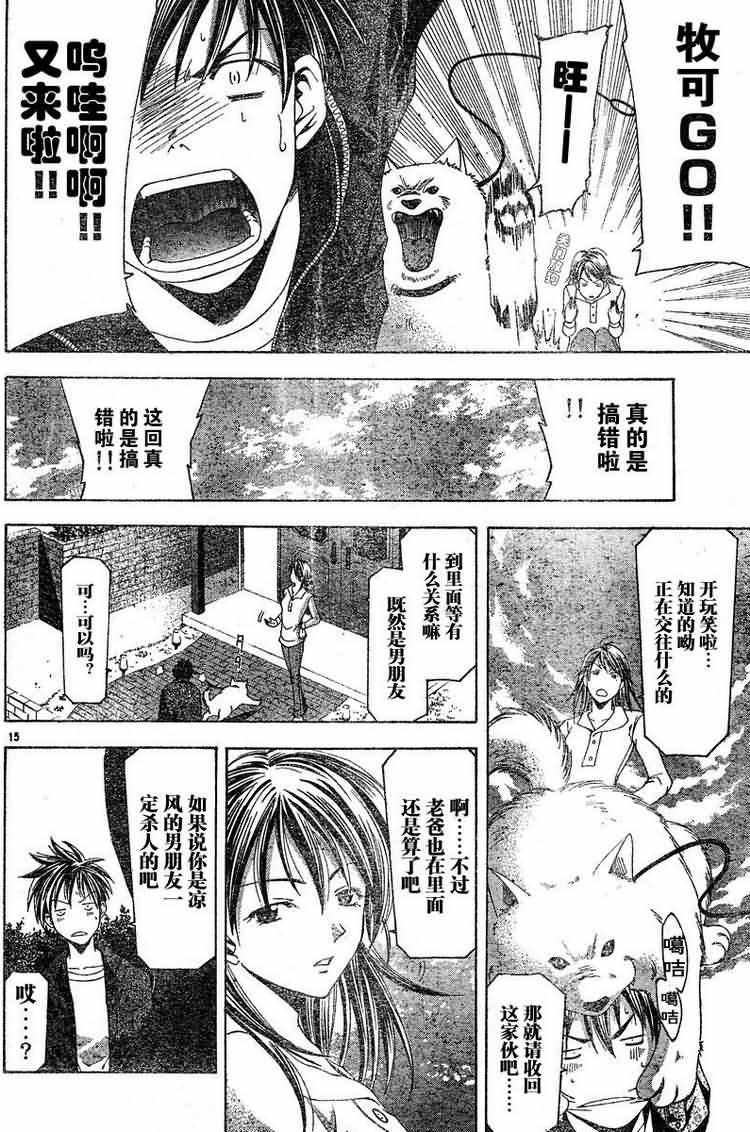 牧可GO!!
旺——
呜哇啊啊!!
又来啦!!
真的是
搞错啦
!!
这回真
的是搞
错啦!!
开玩笑啦…
知道的呦
正在交往什么的
到里面等有
什么关系嘛
既然是男朋友
可…可以吗?
15
噶咭
噶咭
那就请收回
这家伙吧……
啊……不过
老爸也在里面
还是算了吧
如果说你是凉
风的男朋友一
定杀人的吧
哎……?